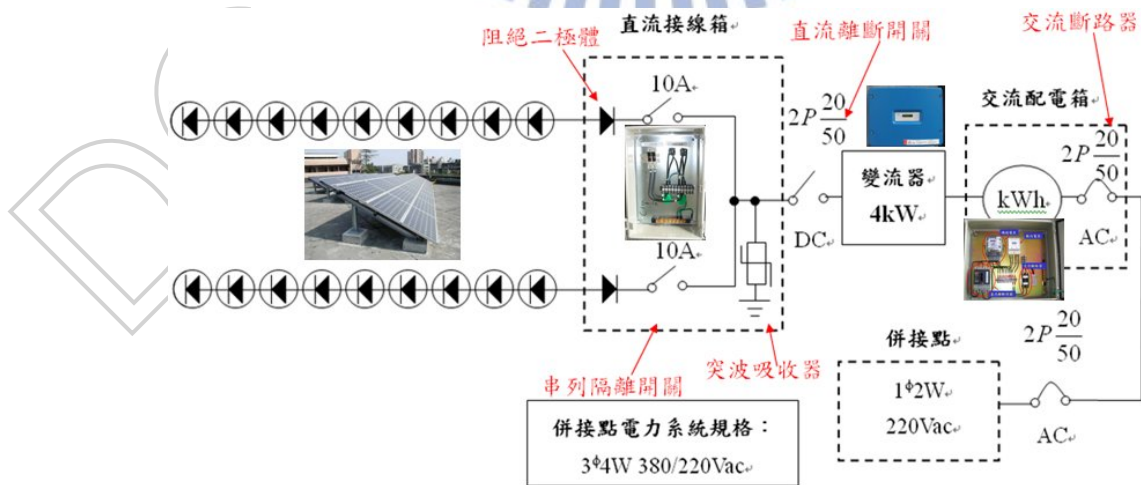 阻絕二極體
直流接線箱
直流離斷開關
交流斷路器
10A
2P 20/50
交流配電箱
2P 20/50
變流器
4kW
kWh
DC
AC
10A
串列隔離開關
突波吸收器
併接點
2P 20/50
1ϕ2W
220Vac
AC
併接點電力系統規格：
3ϕ4W 380/220Vac